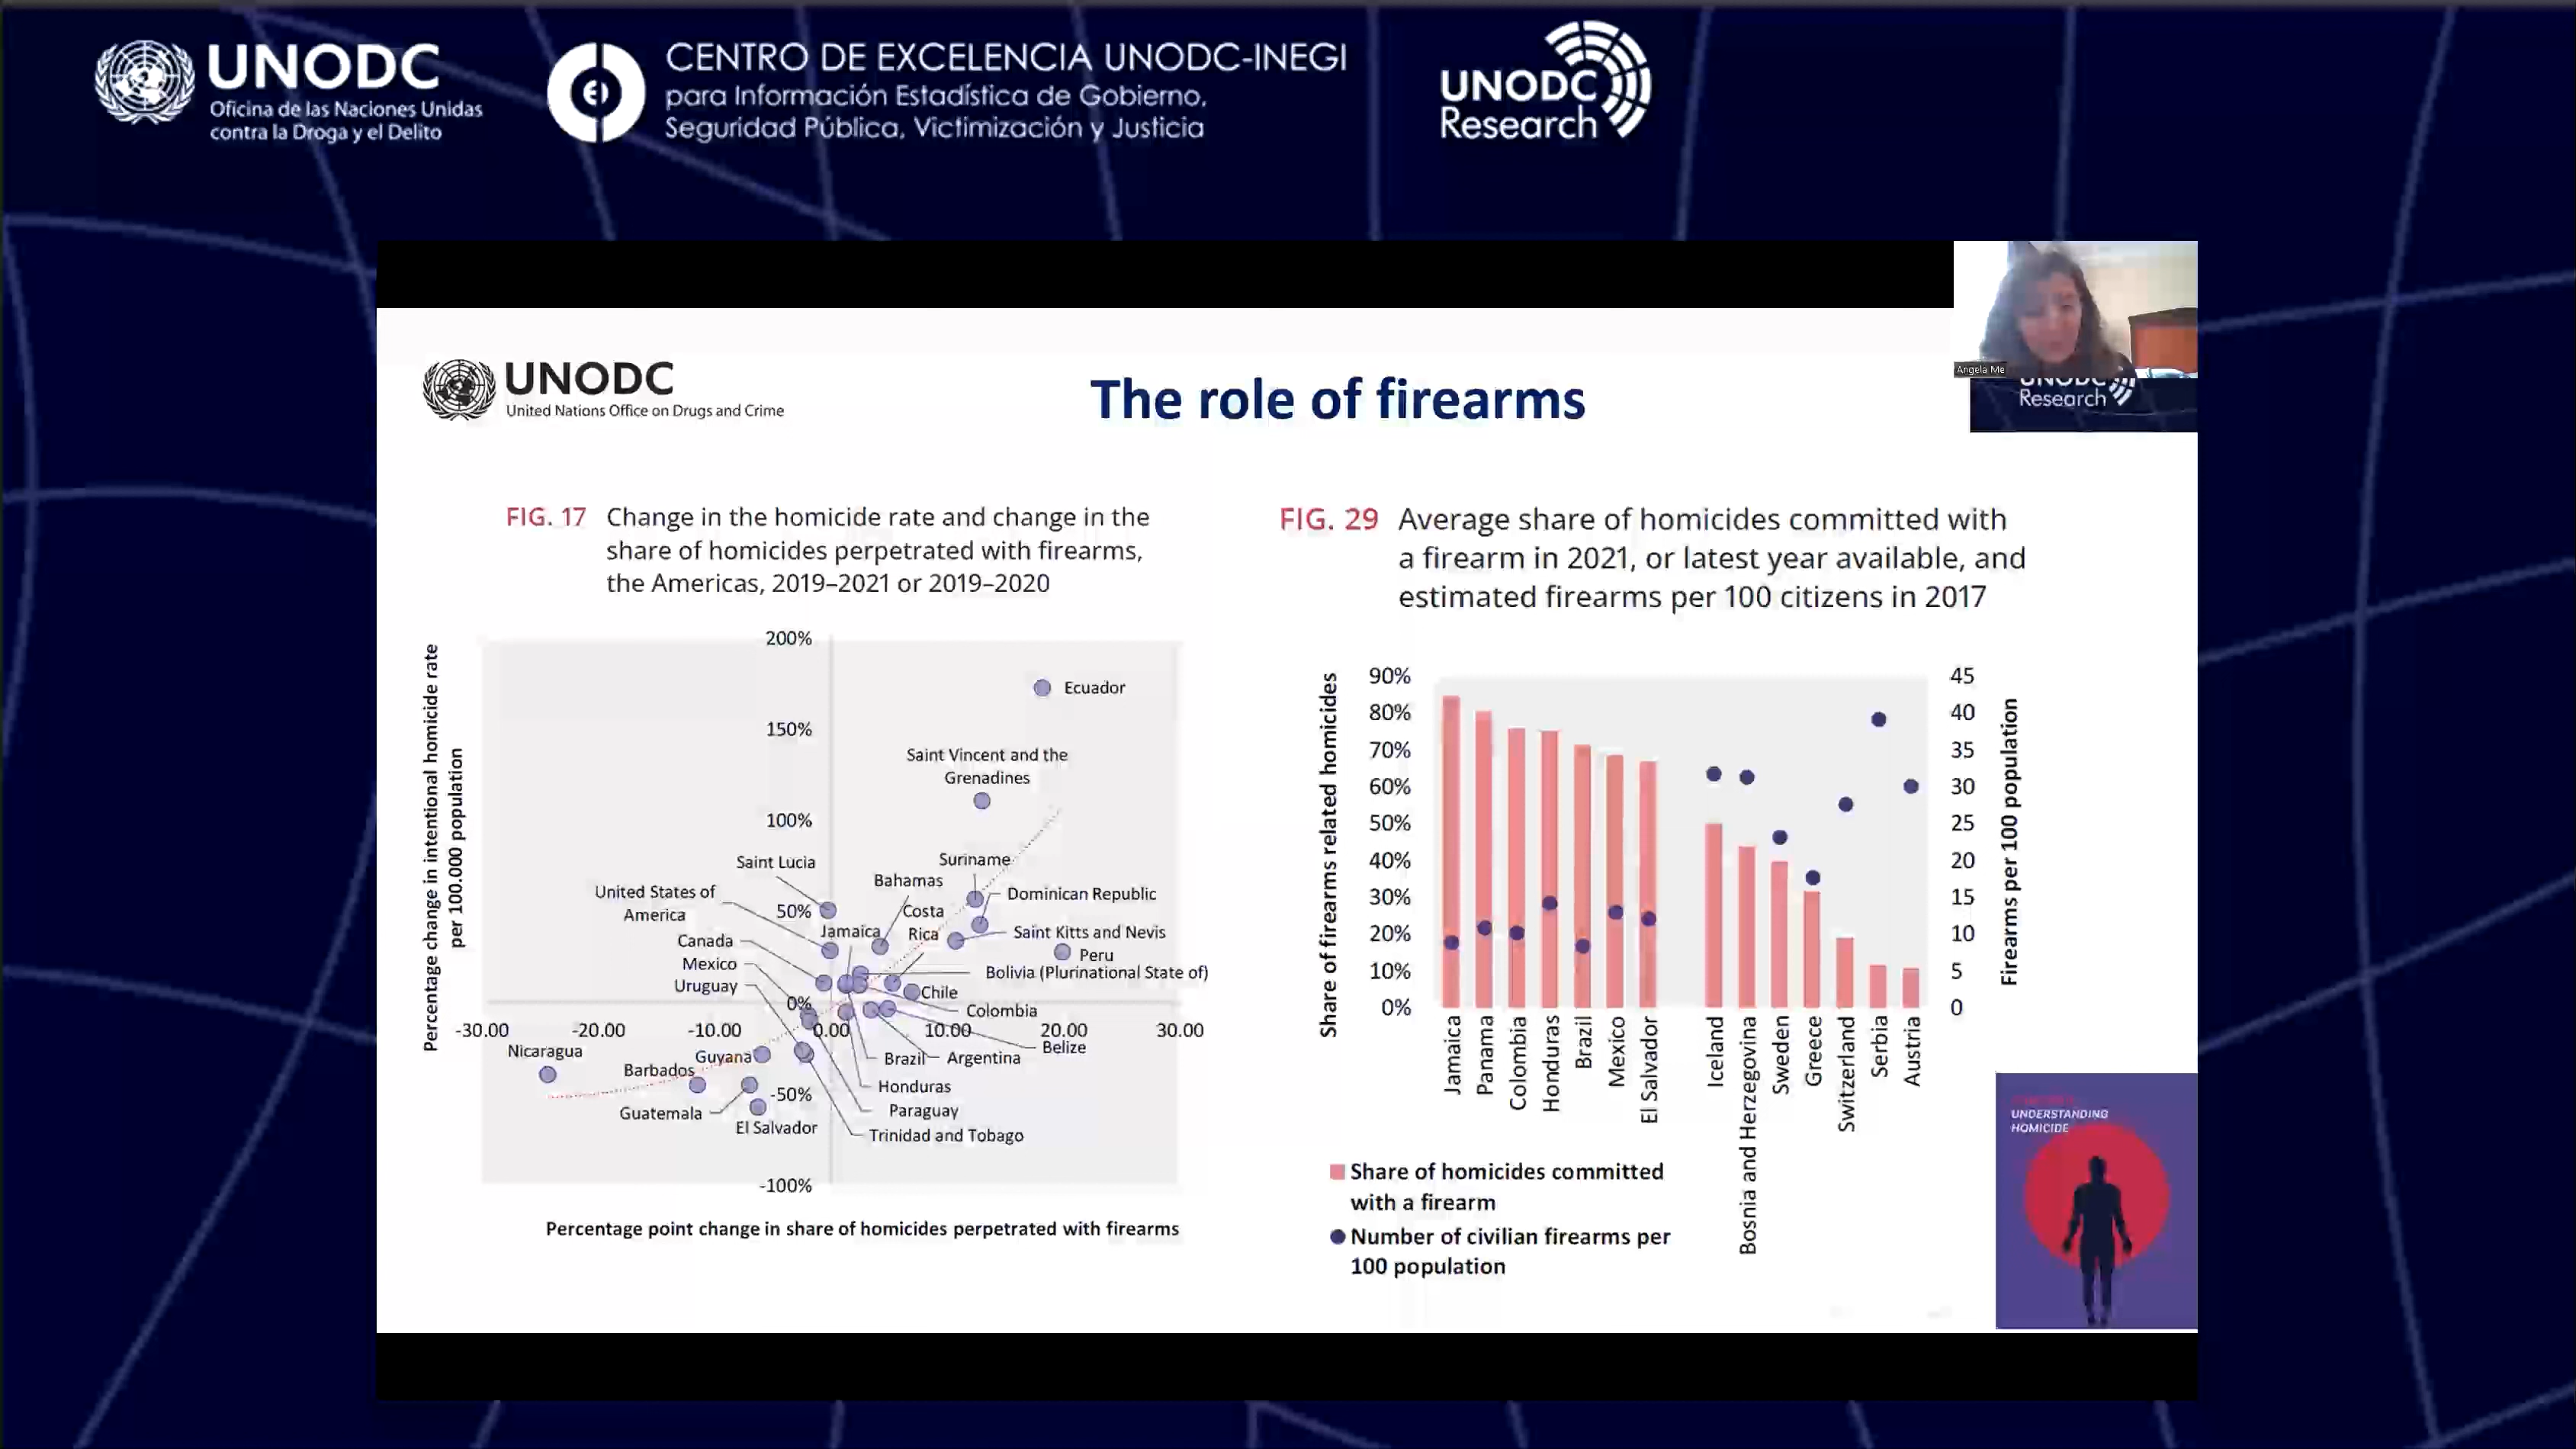 UNODC
Oficina de las Naciones Unidas
contra la Droga y el Delito
CENTRO DE EXCELENCIA UNODC-INEGI
para Información Estadística de Gobierno,
Seguridad Pública, Victimización y Justicia
UNODC
Research
Angela Me
UNODC
Research
UNODC
United Nations Office on Drugs and Crime
The role of firearms
FIG. 17 Change in the homicide rate and change in the
share of homicides perpetrated with firearms,
the Americas, 2019–2021 or 2019–2020
Percentage change in intentional homicide rate
per 100.000 population
200%
150%
100%
50%
0%
-50%
-100%
-30.00 -20.00 -10.00 0.00 10.00 20.00 30.00
Ecuador
Saint Vincent and the
Grenadines
Saint Lucia
Suriname
Bahamas
United States of
America
Dominican Republic
Costa
Rica
Jamaica
Canada
Saint Kitts and Nevis
Mexico
Peru
Bolivia (Plurinational State of)
Uruguay
Chile
Colombia
Nicaragua
Guyana
Belize
Brazil
Argentina
Barbados
Honduras
Guatemala
Paraguay
El Salvador
Trinidad and Tobago
Percentage point change in share of homicides perpetrated with firearms
FIG. 29 Average share of homicides committed with
a firearm in 2021, or latest year available, and
estimated firearms per 100 citizens in 2017
Share of firearms related homicides
90%
80%
70%
60%
50%
40%
30%
20%
10%
0%
45
40
35
30
25
20
15
10
5
0
Firearms per 100 population
Jamaica
Panama
Colombia
Honduras
Brazil
Mexico
El Salvador
Iceland
Bosnia and Herzegovina
Sweden
Greece
Switzerland
Serbia
Austria
Share of homicides committed
with a firearm
Number of civilian firearms per
100 population
UNDERSTANDING
HOMICIDE